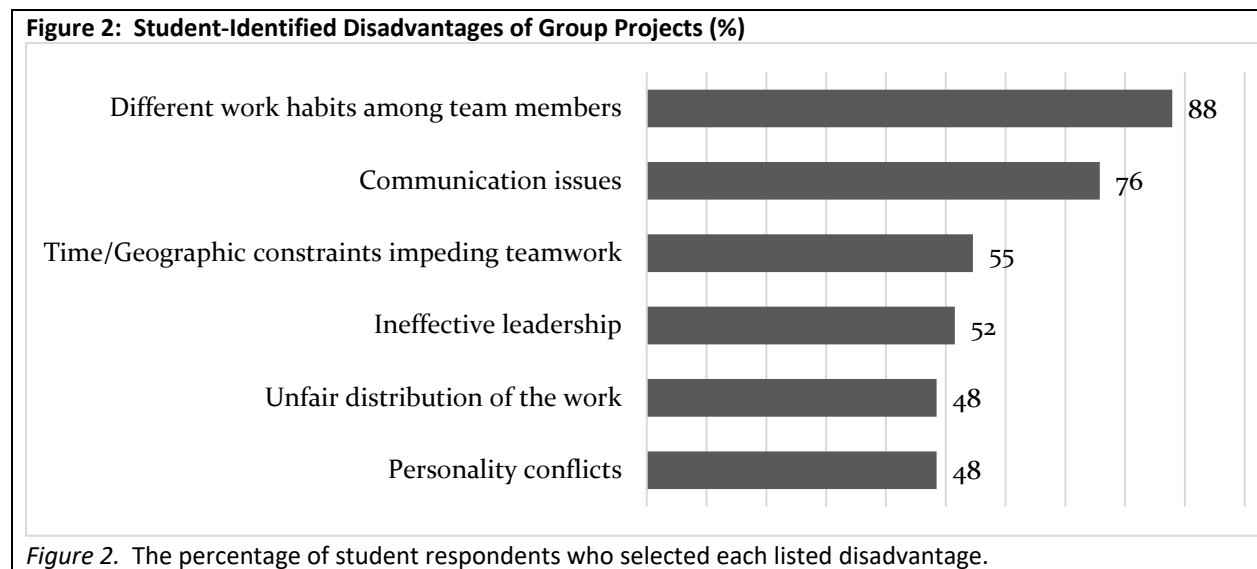 Figure 2:  Student-Identified Disadvantages of Group Projects (%)
Different work habits among team members 88
Communication issues 76
Time/Geographic constraints impeding teamwork 55
Ineffective leadership 52
Unfair distribution of the work 48
Personality conflicts 48
Figure 2.  The percentage of student respondents who selected each listed disadvantage.